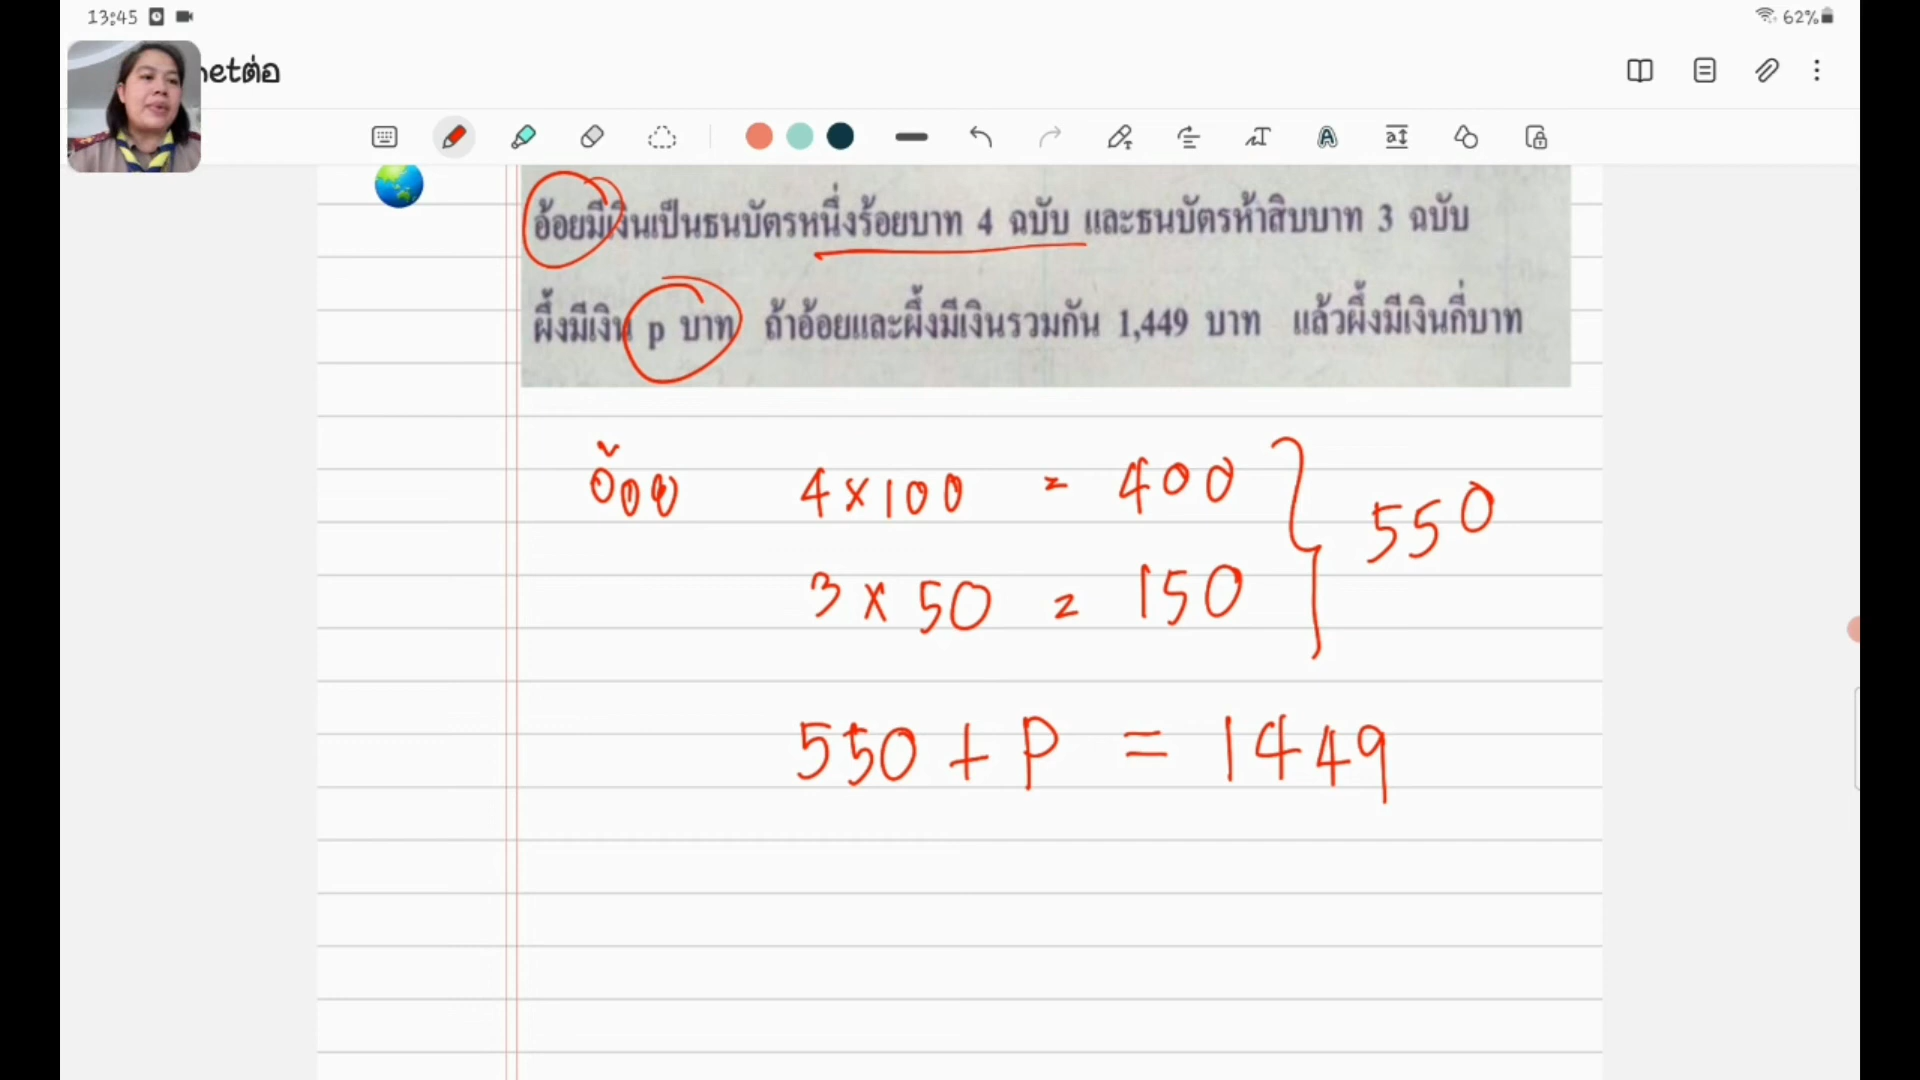 13:45
62%
netต่อ
อ้อยมีเงินเป็นธนบัตรหนึ่งร้อยบาท 4 ฉบับ และธนบัตรห้าสิบบาท 3 ฉบับ
ผึ้งมีเงิน p บาท ถ้าอ้อยและผึ้งมีเงินรวมกัน 1,449 บาท แล้วผึ้งมีเงินกี่บาท
อ้อย 4 x 100 = 400
550
3 x 50 = 150
550 + P = 1449